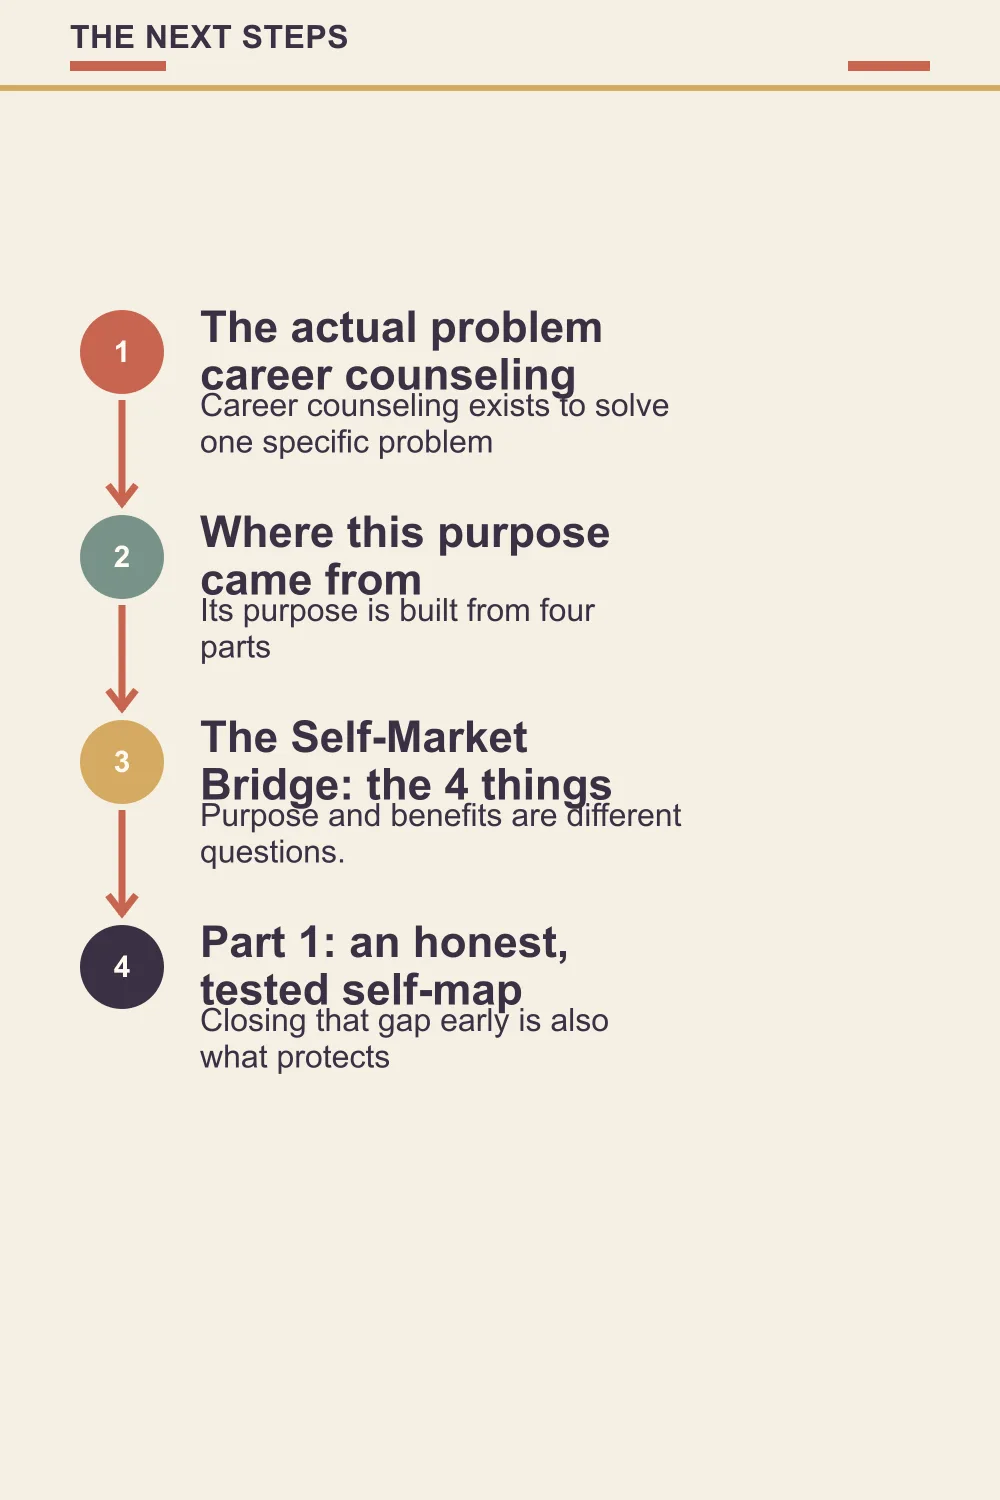 THE NEXT STEPS
1
The actual problem
career counseling
Career counseling exists to solve
one specific problem
2
Where this purpose
came from
Its purpose is built from four
parts
3
The Self-Market
Bridge: the 4 things
Purpose and benefits are different
questions.
4
Part 1: an honest,
tested self-map
Closing that gap early is also
what protects